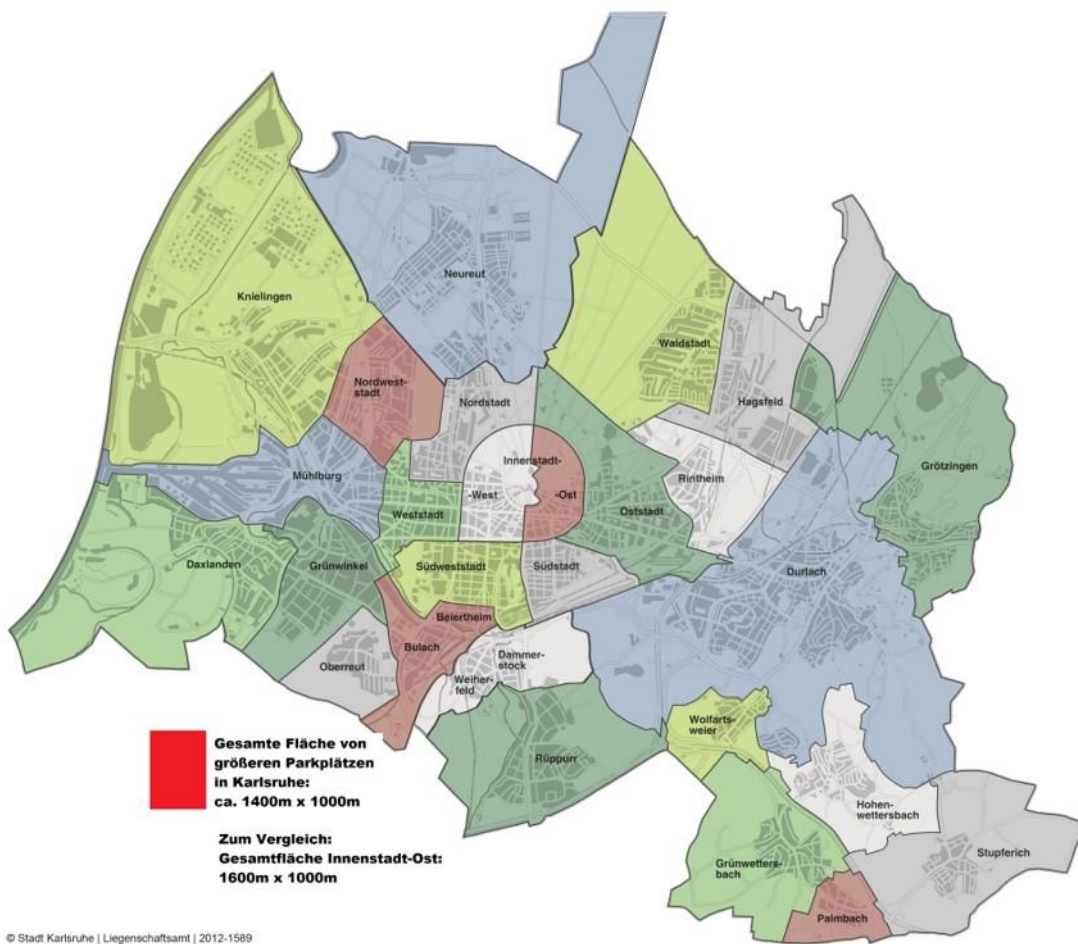 Neureut
Knielingen
Waldstadt
Nordwest-
stadt
Nordstadt
Hagsfeld
Innenstadt-
Grötzingen
Mühlburg
Rintheim
-West
-Ost
Weststadt
Oststadt
Daxlanden
Grünwinkel
Südweststadt
Südstadt
Durlach
Beiertheim
Bulach
Oberreut
Dammer-
stock
Weiher-
feld
Wolfarts-
weier
Rüppurr
Gesamte Fläche von
größeren Parkplätzen
in Karlsruhe:
ca. 1400m x 1000m
Hohen-
wettersbach
Zum Vergleich:
Gesamtfläche Innenstadt-Ost:
1600m x 1000m
Stupferich
Grünwetters-
bach
Palmbach
© Stadt Karlsruhe | Liegenschaftsamt | 2012-1589